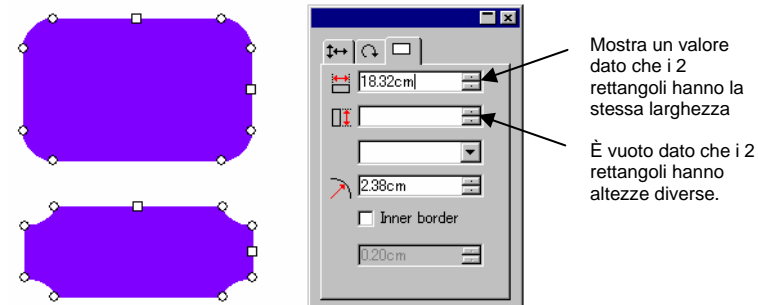 18.32cm
2.38cm
Inner border
0.20cm
Mostra un valore
dato che i 2
rettangoli hanno la
stessa larghezza
È vuoto dato che i 2
rettangoli hanno
altezze diverse.